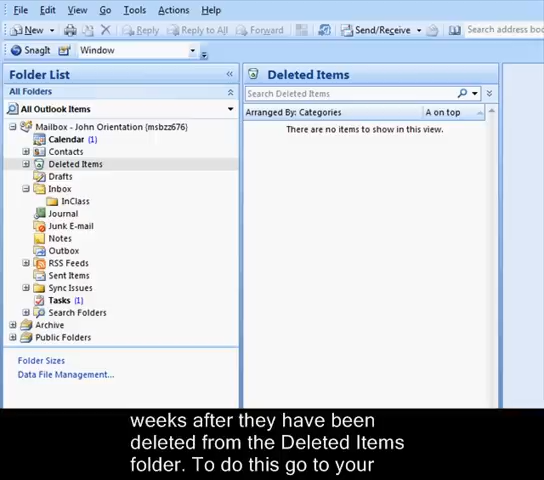 File Edit View Go Tools Actions Help
New Reply Reply to All Forward Send/Receive Search address boo
SnagIt Window
Folder List
All Folders
All Outlook Items
Mailbox - John Orientation (msbzz676)
Calendar (1)
Contacts
Deleted Items
Drafts
Inbox
InClass
Journal
Junk E-mail
Notes
Outbox
RSS Feeds
Sent Items
Sync Issues
Tasks (1)
Search Folders
Archive
Public Folders
Folder Sizes
Data File Management...
Deleted Items
Search Deleted Items
Arranged By: Categories A on top
There are no items to show in this view.
weeks after they have been
deleted from the Deleted Items
folder. To do this go to your